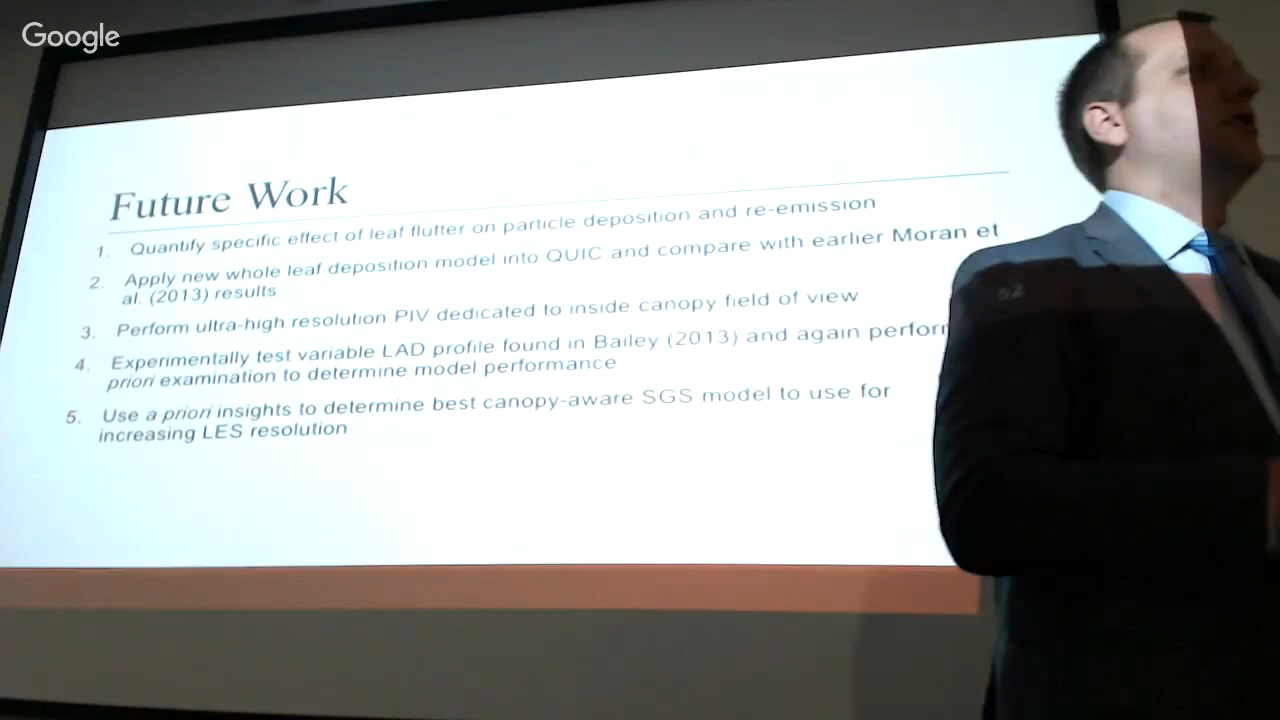 Google
Future Work
1. Quantify specific effect of leaf flutter on particle deposition and re-emission
2. Apply new whole leaf deposition model into QUIC and compare with earlier Moran et
al. (2013) results
3. Perform ultra-high resolution PIV dedicated to inside canopy field of view
4. Experimentally test variable LAD profile found in Bailey (2013) and again perform
priori examination to determine model performance
5. Use a priori insights to determine best canopy-aware SGS model to use for
increasing LES resolution